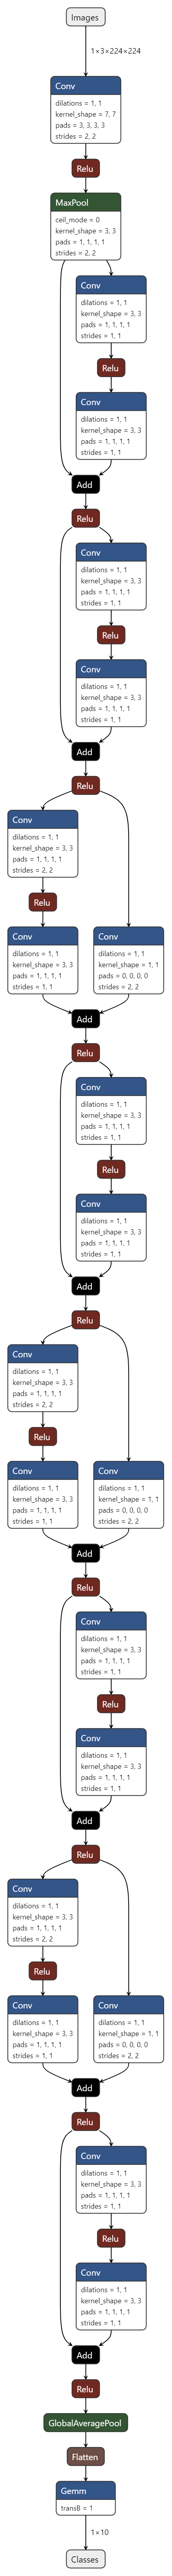 Images
1×3×224×224
Conv
dilations = 1, 1
kernel_shape = 7, 7
pads = 3, 3, 3, 3
strides = 2, 2
Relu
MaxPool
ceil_mode = 0
kernel_shape = 3, 3
pads = 1, 1, 1, 1
strides = 2, 2
Conv
dilations = 1, 1
kernel_shape = 3, 3
pads = 1, 1, 1, 1
strides = 1, 1
Relu
Conv
dilations = 1, 1
kernel_shape = 3, 3
pads = 1, 1, 1, 1
strides = 1, 1
Add
Relu
Conv
dilations = 1, 1
kernel_shape = 3, 3
pads = 1, 1, 1, 1
strides = 1, 1
Relu
Conv
dilations = 1, 1
kernel_shape = 3, 3
pads = 1, 1, 1, 1
strides = 1, 1
Add
Relu
Conv
dilations = 1, 1
kernel_shape = 3, 3
pads = 1, 1, 1, 1
strides = 2, 2
Relu
Conv
dilations = 1, 1
kernel_shape = 3, 3
pads = 1, 1, 1, 1
strides = 1, 1
Conv
dilations = 1, 1
kernel_shape = 1, 1
pads = 0, 0, 0, 0
strides = 2, 2
Add
Relu
Conv
dilations = 1, 1
kernel_shape = 3, 3
pads = 1, 1, 1, 1
strides = 1, 1
Relu
Conv
dilations = 1, 1
kernel_shape = 3, 3
pads = 1, 1, 1, 1
strides = 1, 1
Add
Relu
Conv
dilations = 1, 1
kernel_shape = 3, 3
pads = 1, 1, 1, 1
strides = 2, 2
Relu
Conv
dilations = 1, 1
kernel_shape = 3, 3
pads = 1, 1, 1, 1
strides = 1, 1
Conv
dilations = 1, 1
kernel_shape = 1, 1
pads = 0, 0, 0, 0
strides = 2, 2
Add
Relu
Conv
dilations = 1, 1
kernel_shape = 3, 3
pads = 1, 1, 1, 1
strides = 1, 1
Relu
Conv
dilations = 1, 1
kernel_shape = 3, 3
pads = 1, 1, 1, 1
strides = 1, 1
Add
Relu
Conv
dilations = 1, 1
kernel_shape = 3, 3
pads = 1, 1, 1, 1
strides = 2, 2
Relu
Conv
dilations = 1, 1
kernel_shape = 3, 3
pads = 1, 1, 1, 1
strides = 1, 1
Conv
dilations = 1, 1
kernel_shape = 1, 1
pads = 0, 0, 0, 0
strides = 2, 2
Add
Relu
Conv
dilations = 1, 1
kernel_shape = 3, 3
pads = 1, 1, 1, 1
strides = 1, 1
Relu
Conv
dilations = 1, 1
kernel_shape = 3, 3
pads = 1, 1, 1, 1
strides = 1, 1
Add
Relu
GlobalAveragePool
Flatten
Gemm
transB = 1
1×10
Classes